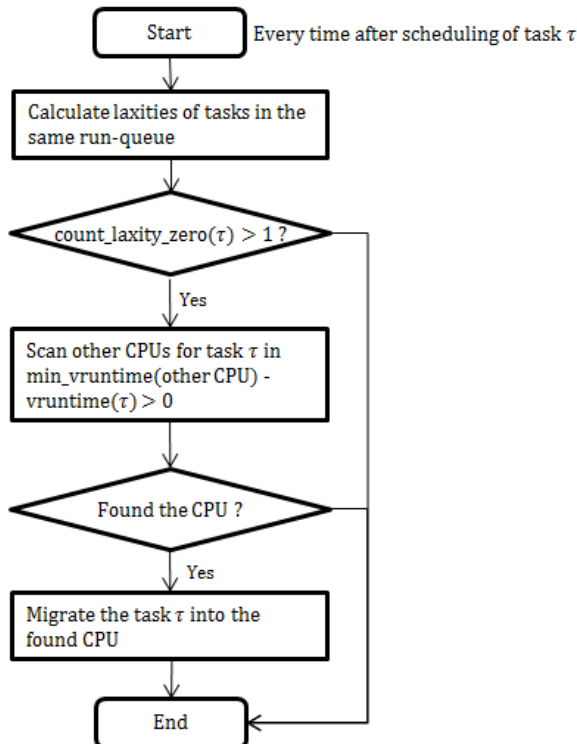 Start
Every time after scheduling of task τ
Calculate laxities of tasks in the
same run-queue
count_laxity_zero(τ) > 1 ?
Yes
Scan other CPUs for task τ in
min_vruntime(other CPU) -
vruntime(τ) > 0
Found the CPU ?
Yes
Migrate the task τ into the
found CPU
End